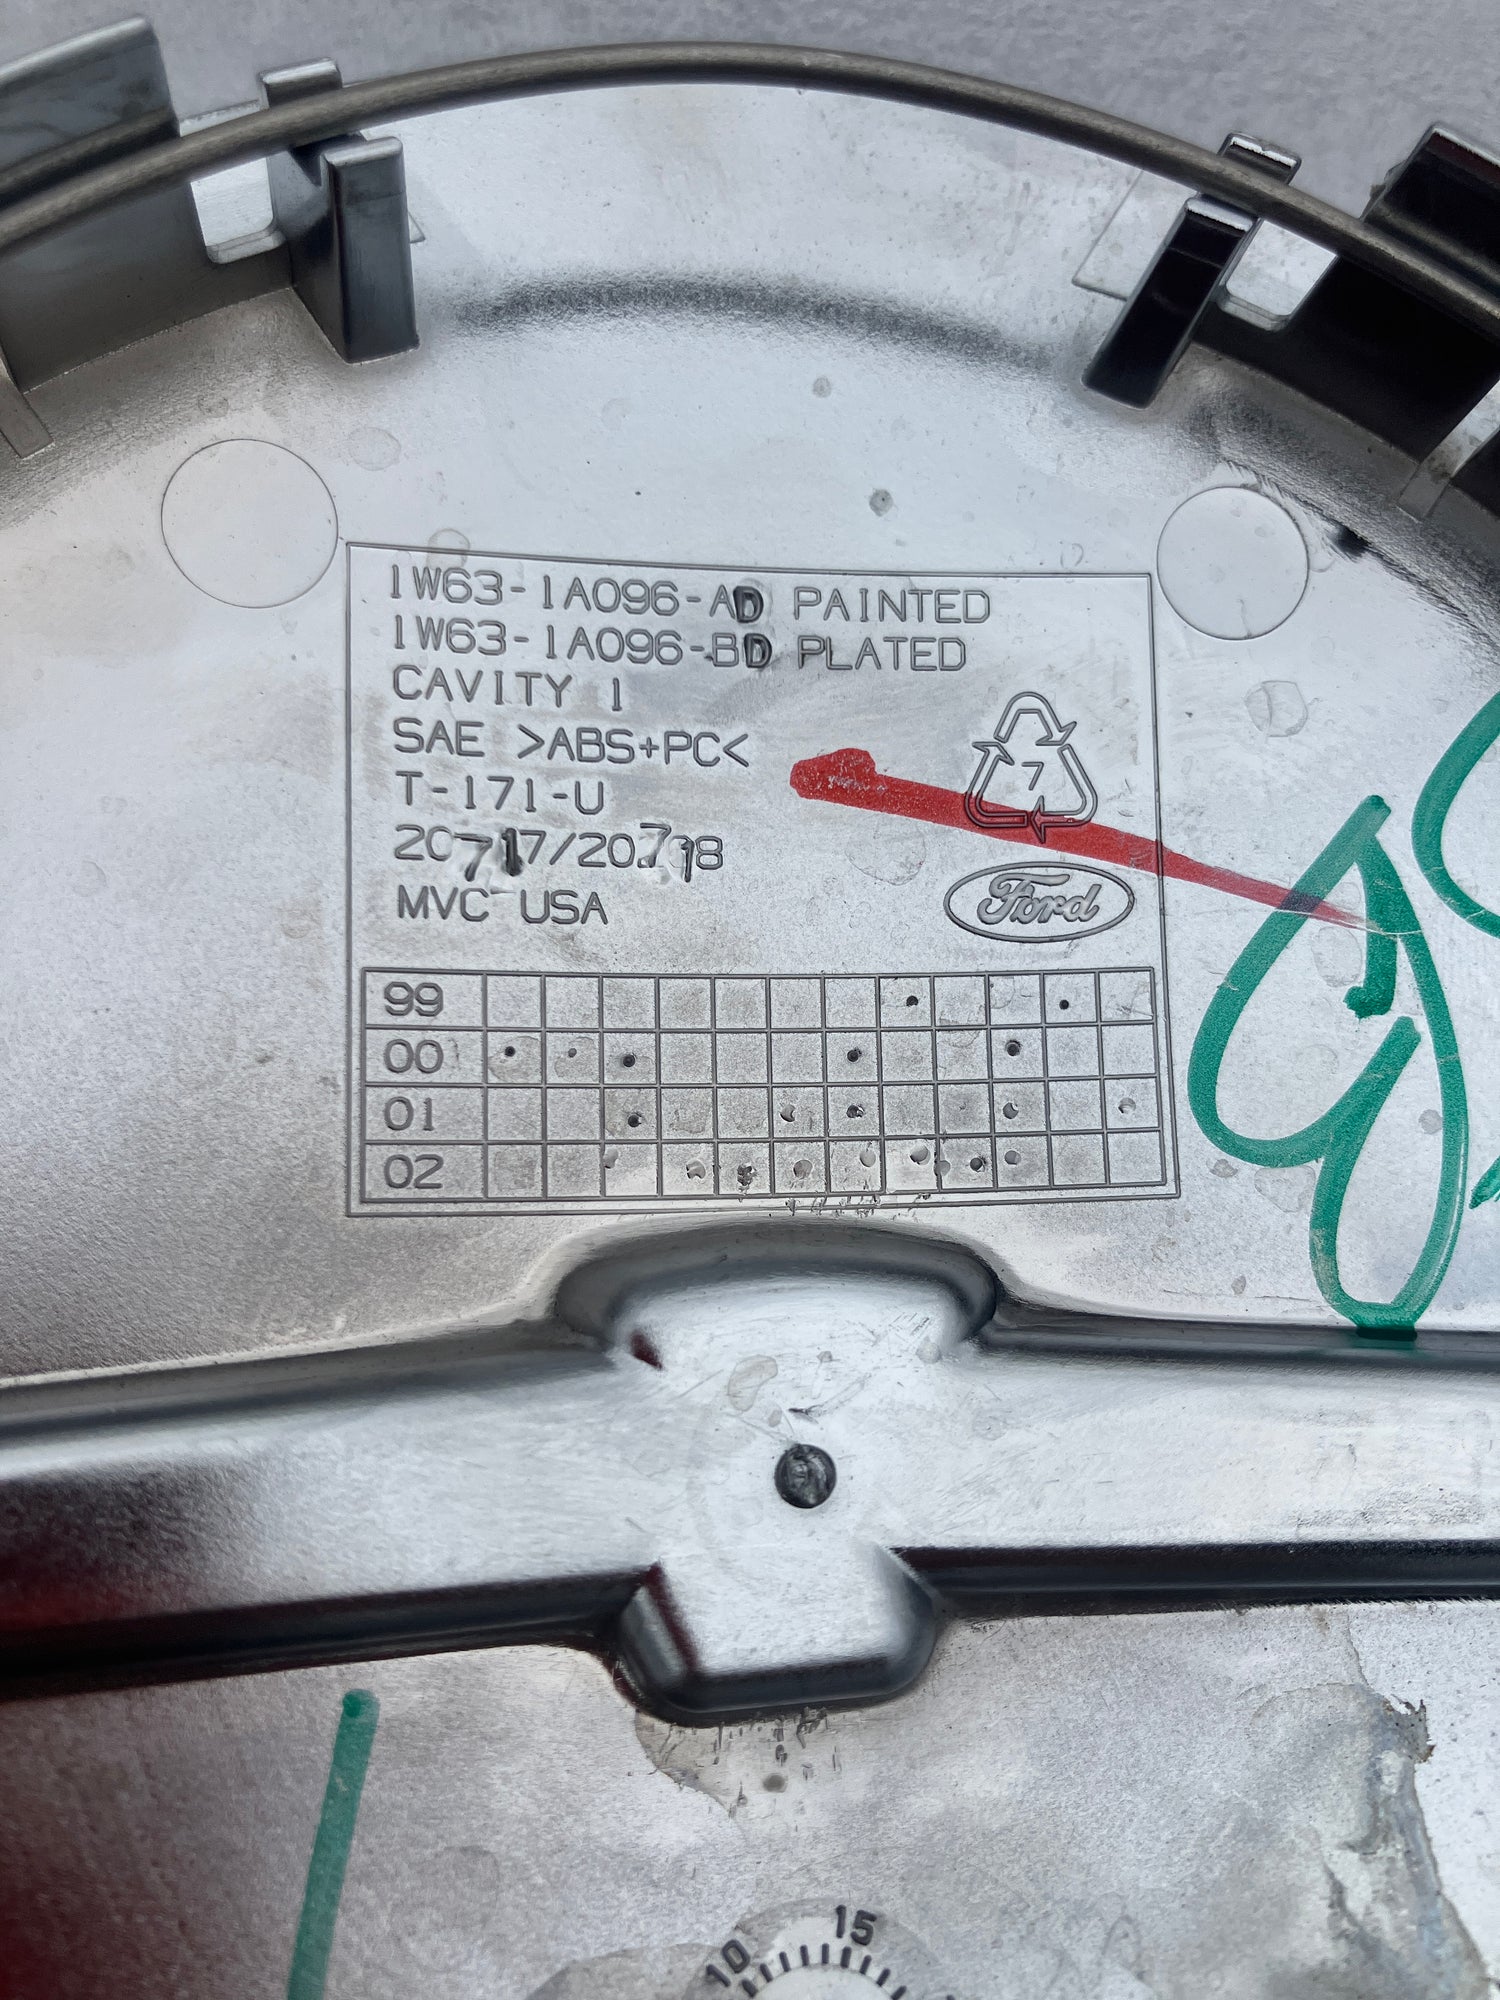 1W63-1A096-AD PAINTED
1W63-1A096-BD PLATED
CAVITY 1
SAE >ABS+PC<
7
T-171-U
MVC USA
Ford
99
00
01
02
10 15